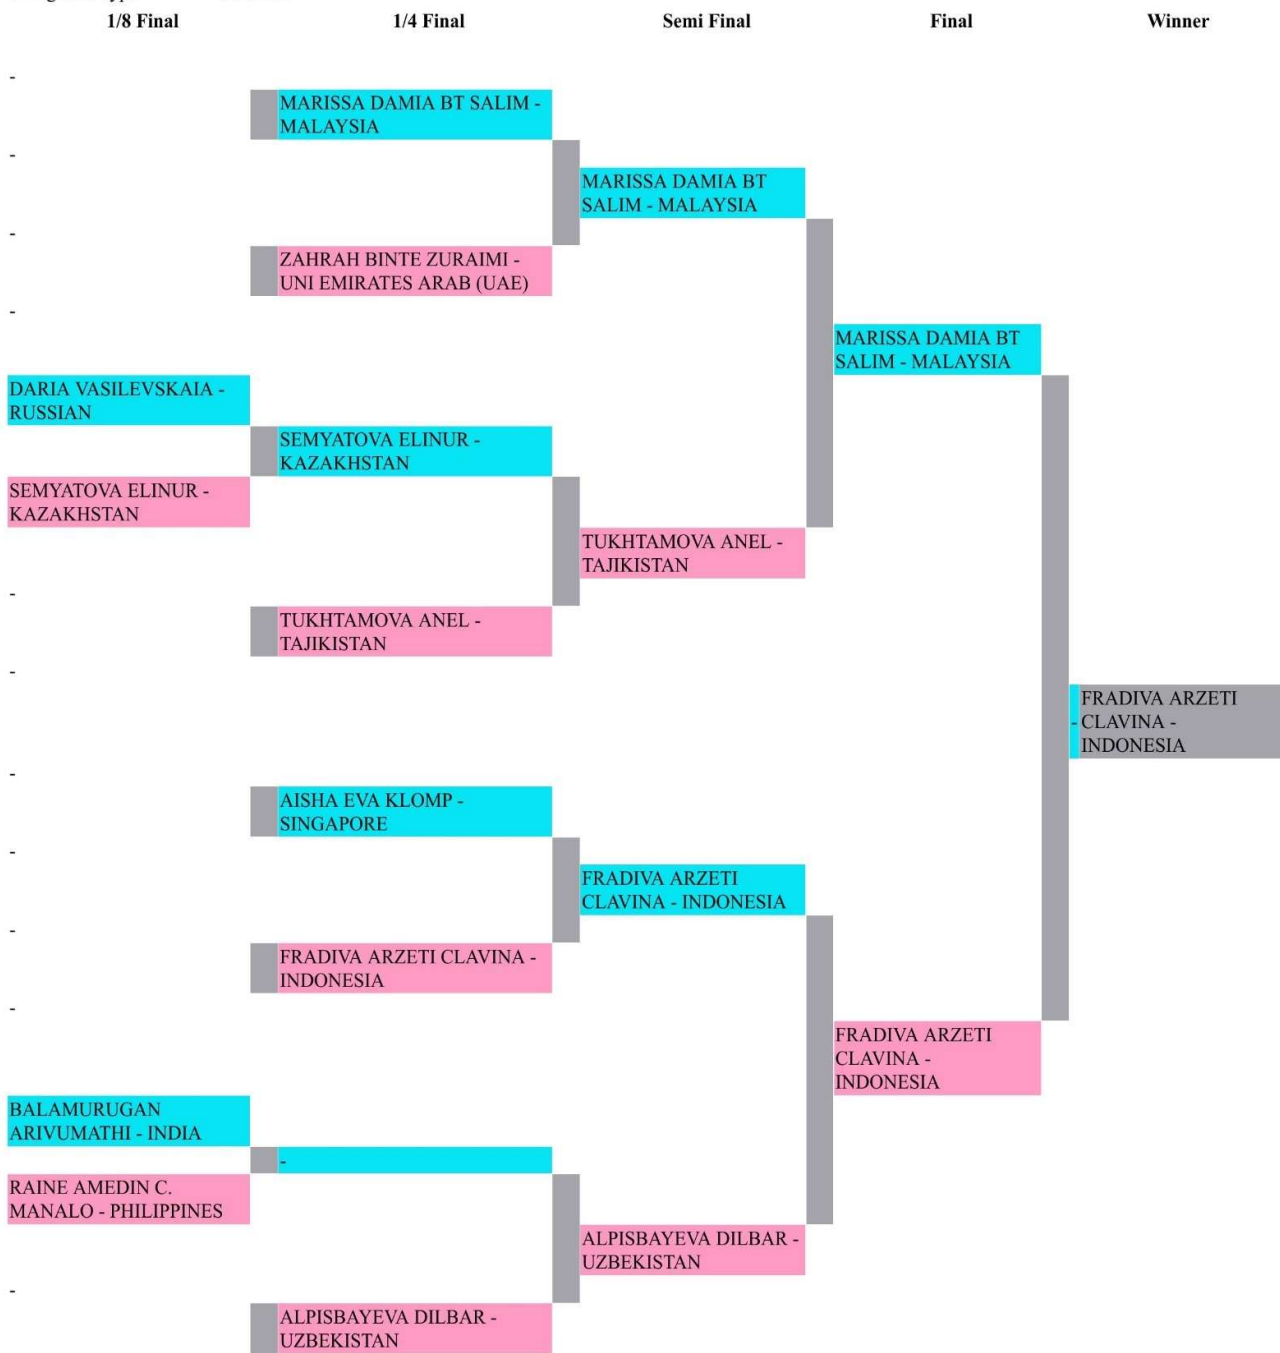 1/8 Final
1/4 Final
Semi Final
Final
Winner
-
MARISSA DAMIA BT SALIM -
MALAYSIA
-
MARISSA DAMIA BT
SALIM - MALAYSIA
-
ZAHRAH BINTE ZURAIMI -
UNI EMIRATES ARAB (UAE)
-
MARISSA DAMIA BT
SALIM - MALAYSIA
DARIA VASILEVSKAIA -
RUSSIAN
SEMYATOVA ELINUR -
KAZAKHSTAN
SEMYATOVA ELINUR -
KAZAKHSTAN
TUKHTAMOVA ANEL -
TAJIKISTAN
-
TUKHTAMOVA ANEL -
TAJIKISTAN
-
-
FRADIVA ARZETI
CLAVINA -
INDONESIA
-
AISHA EVA KLOMP -
SINGAPORE
-
FRADIVA ARZETI
CLAVINA - INDONESIA
-
FRADIVA ARZETI CLAVINA -
INDONESIA
-
FRADIVA ARZETI
CLAVINA -
INDONESIA
BALAMURUGAN
ARIVUMATHI - INDIA
-
RAINE AMEDIN C.
MANALO - PHILIPPINES
ALPISBAYEVA DILBAR -
UZBEKISTAN
-
ALPISBAYEVA DILBAR -
UZBEKISTAN